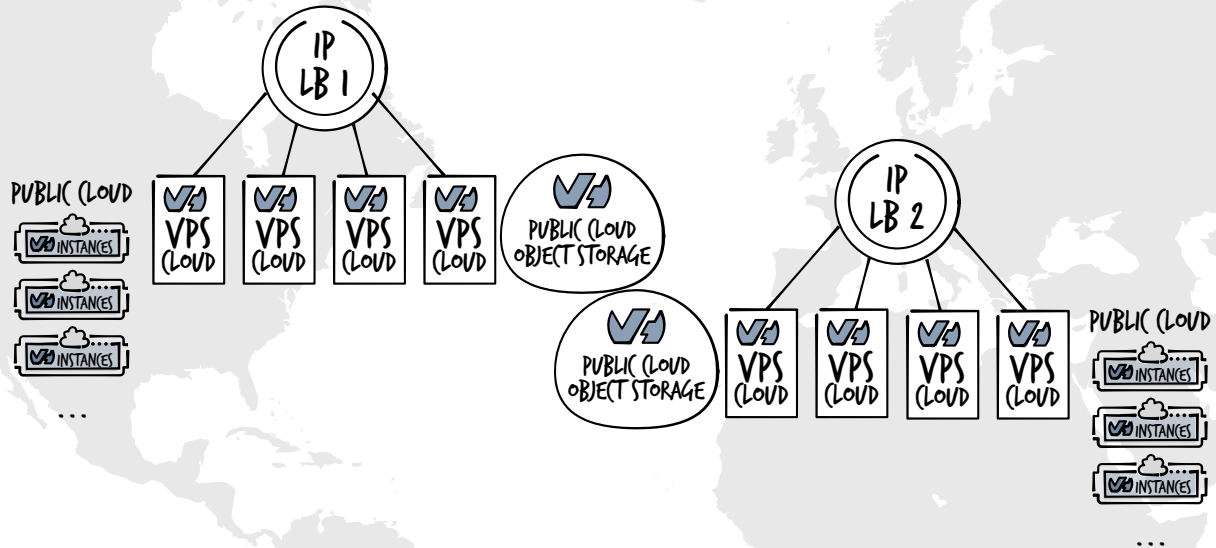 IP
LB 1
PUBLIC CLOUD
INSTANCES
INSTANCES
INSTANCES
...
VPS
CLOUD
VPS
CLOUD
VPS
CLOUD
VPS
CLOUD
PUBLIC CLOUD
OBJECT STORAGE
IP
LB 2
PUBLIC CLOUD
OBJECT STORAGE
VPS
CLOUD
VPS
CLOUD
VPS
CLOUD
VPS
CLOUD
PUBLIC CLOUD
INSTANCES
INSTANCES
INSTANCES
...